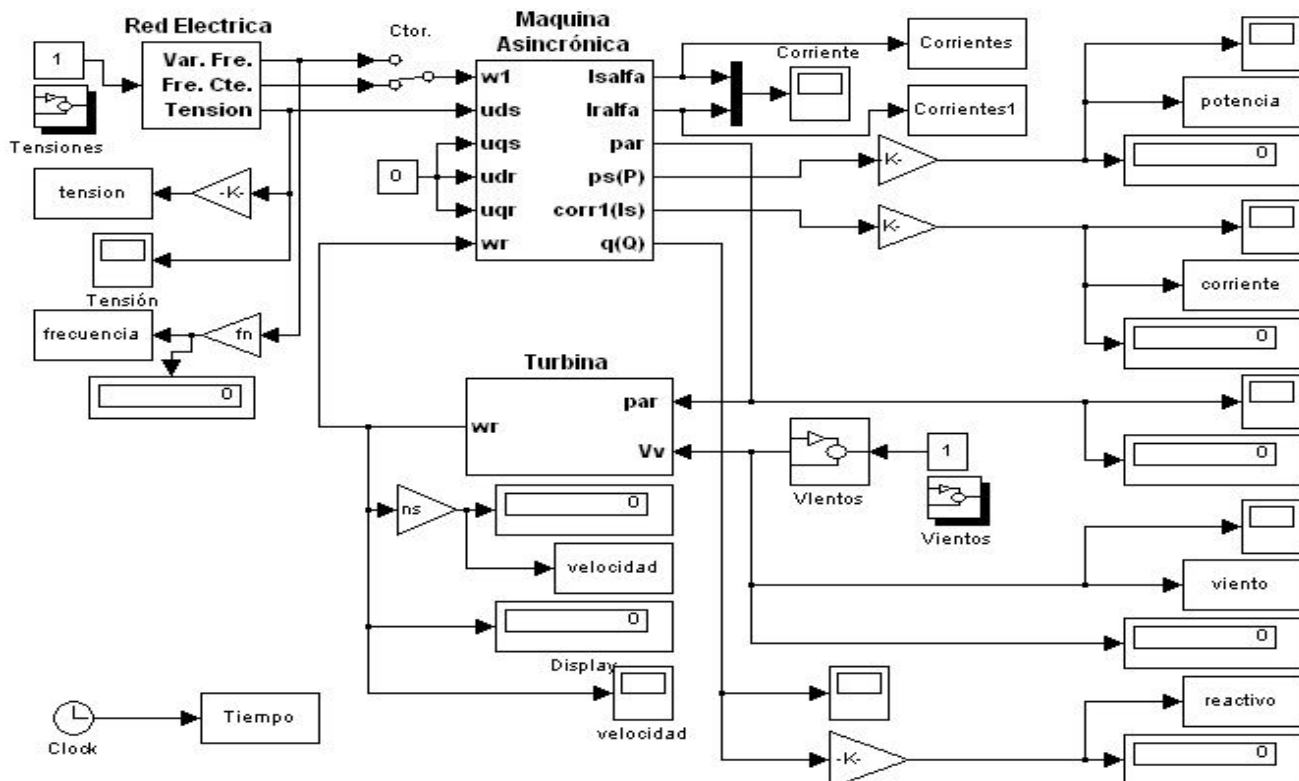 Red Electrica
Ctor.
Maquina
Asincrónica
1
Var. Fre.
Fre. Cte.
Tension
Tensiones
tension
-K-
Tensión
frecuencia
fn
0
0
w1
uds
uqs
udr
uqr
wr
Isalfa
Iralfa
par
ps(P)
corr1(Is)
q(Q)
Corriente
Corrientes
Corrientes1
K-
K-
potencia
0
corriente
0
Turbina
wr
par
Vv
VIentos
1
Vientos
0
ns
0
velocidad
0
Display
velocidad
viento
0
reactivo
-K-
0
Clock
Tiempo